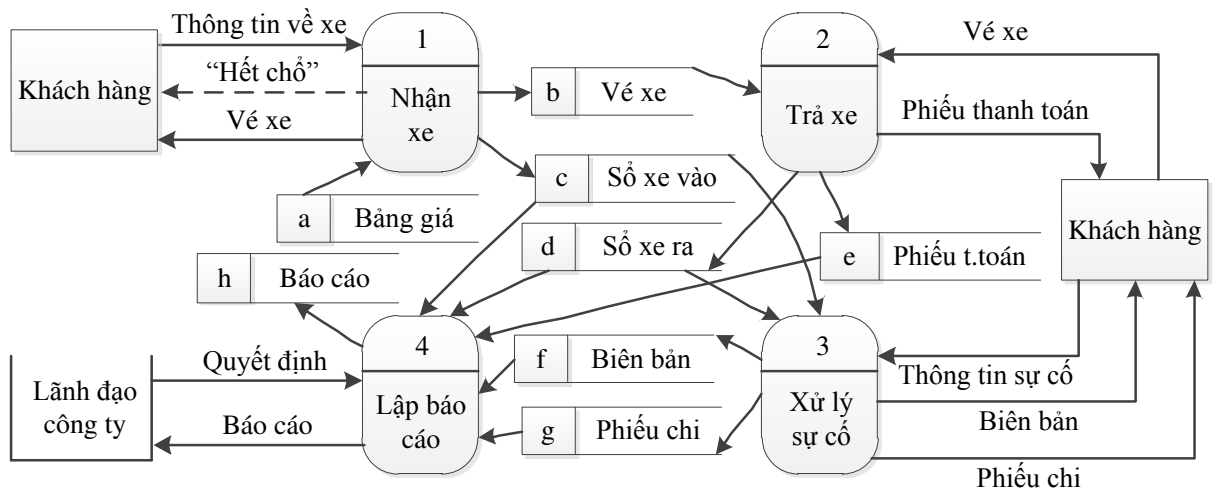 Thông tin về xe
1
2
Vé xe
Khách hàng
“Hết chổ”
Nhận
xe
b
Vé xe
Trả xe
Phiếu thanh toán
Vé xe
c
Sổ xe vào
a
Bảng giá
d
Sổ xe ra
e
Phiếu t.toán
Khách hàng
h
Báo cáo
4
3
Quyết định
f
Biên bản
Thông tin sự cố
Lãnh đạo
công ty
Lập báo
cáo
Xử lý
sự cố
Biên bản
Báo cáo
g
Phiếu chi
Phiếu chi